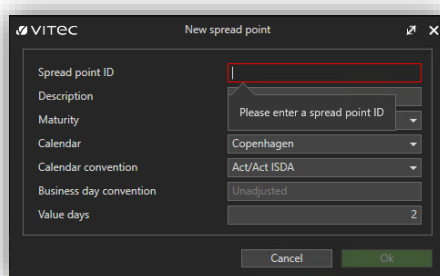 VITEC New spread point
Spread point ID
Description
Please enter a spread point ID
Maturity
Calendar Copenhagen
Calendar convention Act/Act ISDA
Business day convention Unadjusted
Value days 2
Cancel Ok